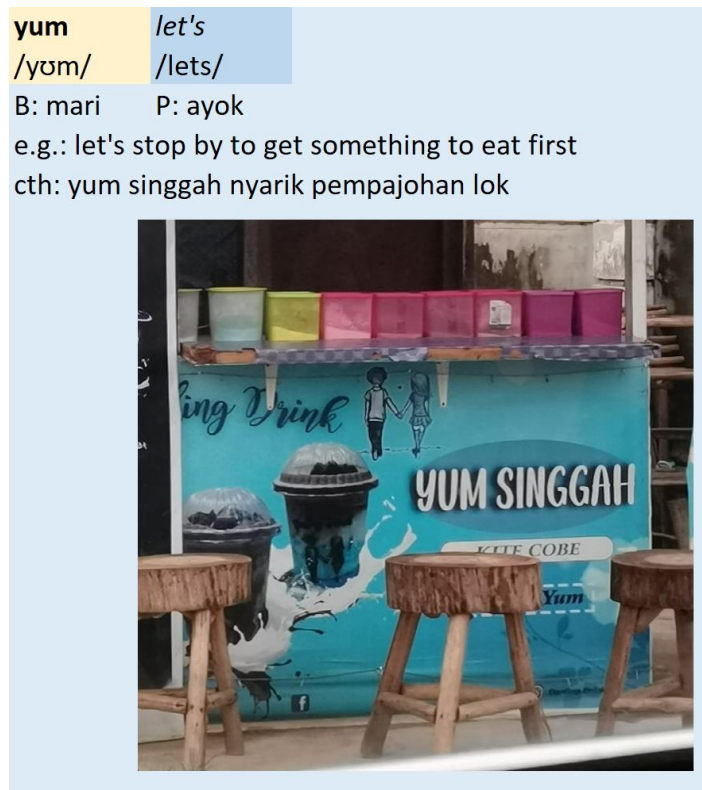 yum let's
/yʊm/ /lets/
B: mari P: ayok
e.g.: let's stop by to get something to eat first
cth: yum singgah nyarik pempajohan lok
ing Drink
YUM SINGGAH
KITE COBE
Yum
f